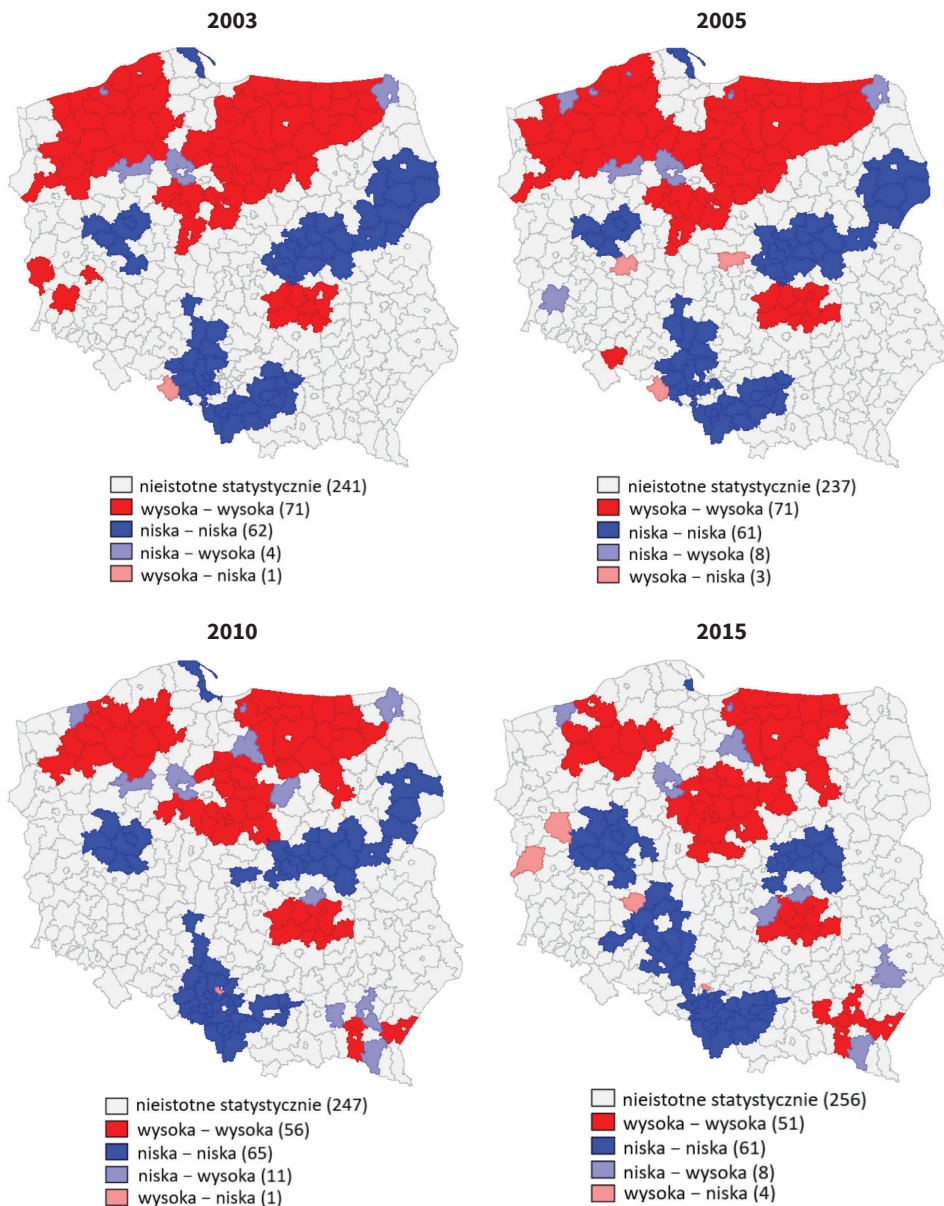 2003
2005
nieistotne statystycznie (241)
wysoka – wysoka (71)
niska – niska (62)
niska – wysoka (4)
wysoka – niska (1)
nieistotne statystycznie (237)
wysoka – wysoka (71)
niska – niska (61)
niska – wysoka (8)
wysoka – niska (3)
2010
2015
nieistotne statystycznie (247)
wysoka – wysoka (56)
niska – niska (65)
niska – wysoka (11)
wysoka – niska (1)
nieistotne statystycznie (256)
wysoka – wysoka (51)
niska – niska (61)
niska – wysoka (8)
wysoka – niska (4)